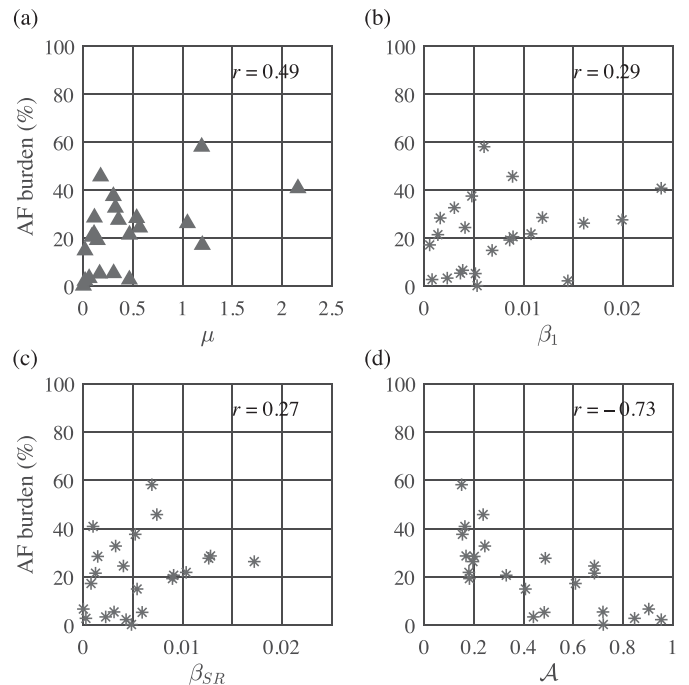 (a)
100
80
60
40
20
0
AF burden (%)
r = 0.49
0 0.5 1 1.5 2 2.5
μ
(b)
100
80
60
40
20
0
r = 0.29
0 0.01 0.02
β₁
(c)
100
80
60
40
20
0
AF burden (%)
r = 0.27
0 0.01 0.02
β_SR
(d)
100
80
60
40
20
0
r = −0.73
0 0.2 0.4 0.6 0.8 1
𝒜